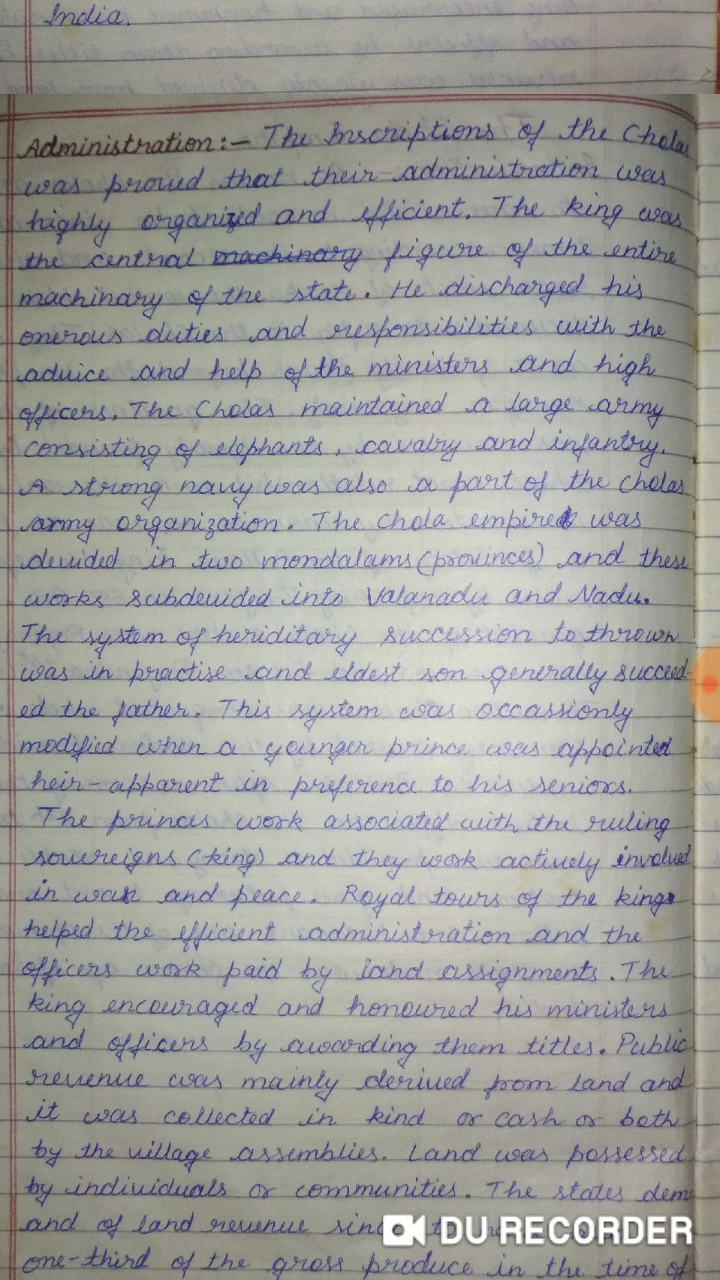 India.
Administration :- The Inscriptions of the Cholas
was proved that their administration was
highly organized and efficient. The king was
the central machinary figure of the entire
machinary of the state. He discharged his
onerous duties and responsibilities with the
advice and help of the ministers and high
officers. The Cholas maintained a large army
consisting of elephants, cavalry and infantry.
A strong navy was also a part of the cholas
army organization. The Chola empire was
devided in two mondalams (provinces) and these
works subdevided into Valanadu and Nadu.
The system of heriditary succession to thrown
was in practise and eldest son generally succeed-
ed the father. This system was occassionly
modified when a younger prince was appointed
heir-apparent in preference to his seniors.
The princes work associated with the ruling
sovereigns (king) and they work actively involved
in war and peace. Royal tours of the kings
helped the efficient administration and the
officers work paid by land assignments. The
king encouraged and honoured his ministers
and officers by awarding them titles. Public
revenue was mainly derived from land and
it was collected in kind or cash or both
by the village assemblies. Land was possessed
by individuals or communities. The states dem
and of land revenue
DU RECORDER
one-third of the gross produce in the time of